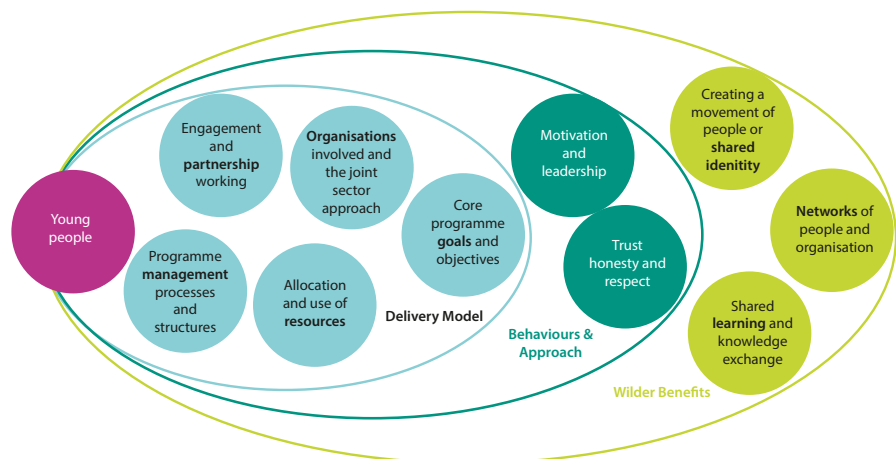 Young
people
Engagement
and
partnership
working
Organisations
involved and
the joint
sector
approach
Programme
management
processes
and
structures
Allocation
and use of
resources
Core
programme
goals and
objectives
Delivery Model
Motivation
and
leadership
Trust
honesty and
respect
Behaviours &
Approach
Creating a
movement of
people or
shared
idenitity
Networks of
people and
organisation
Shared
learning and
knowledge
exchange
Wilder Benefits